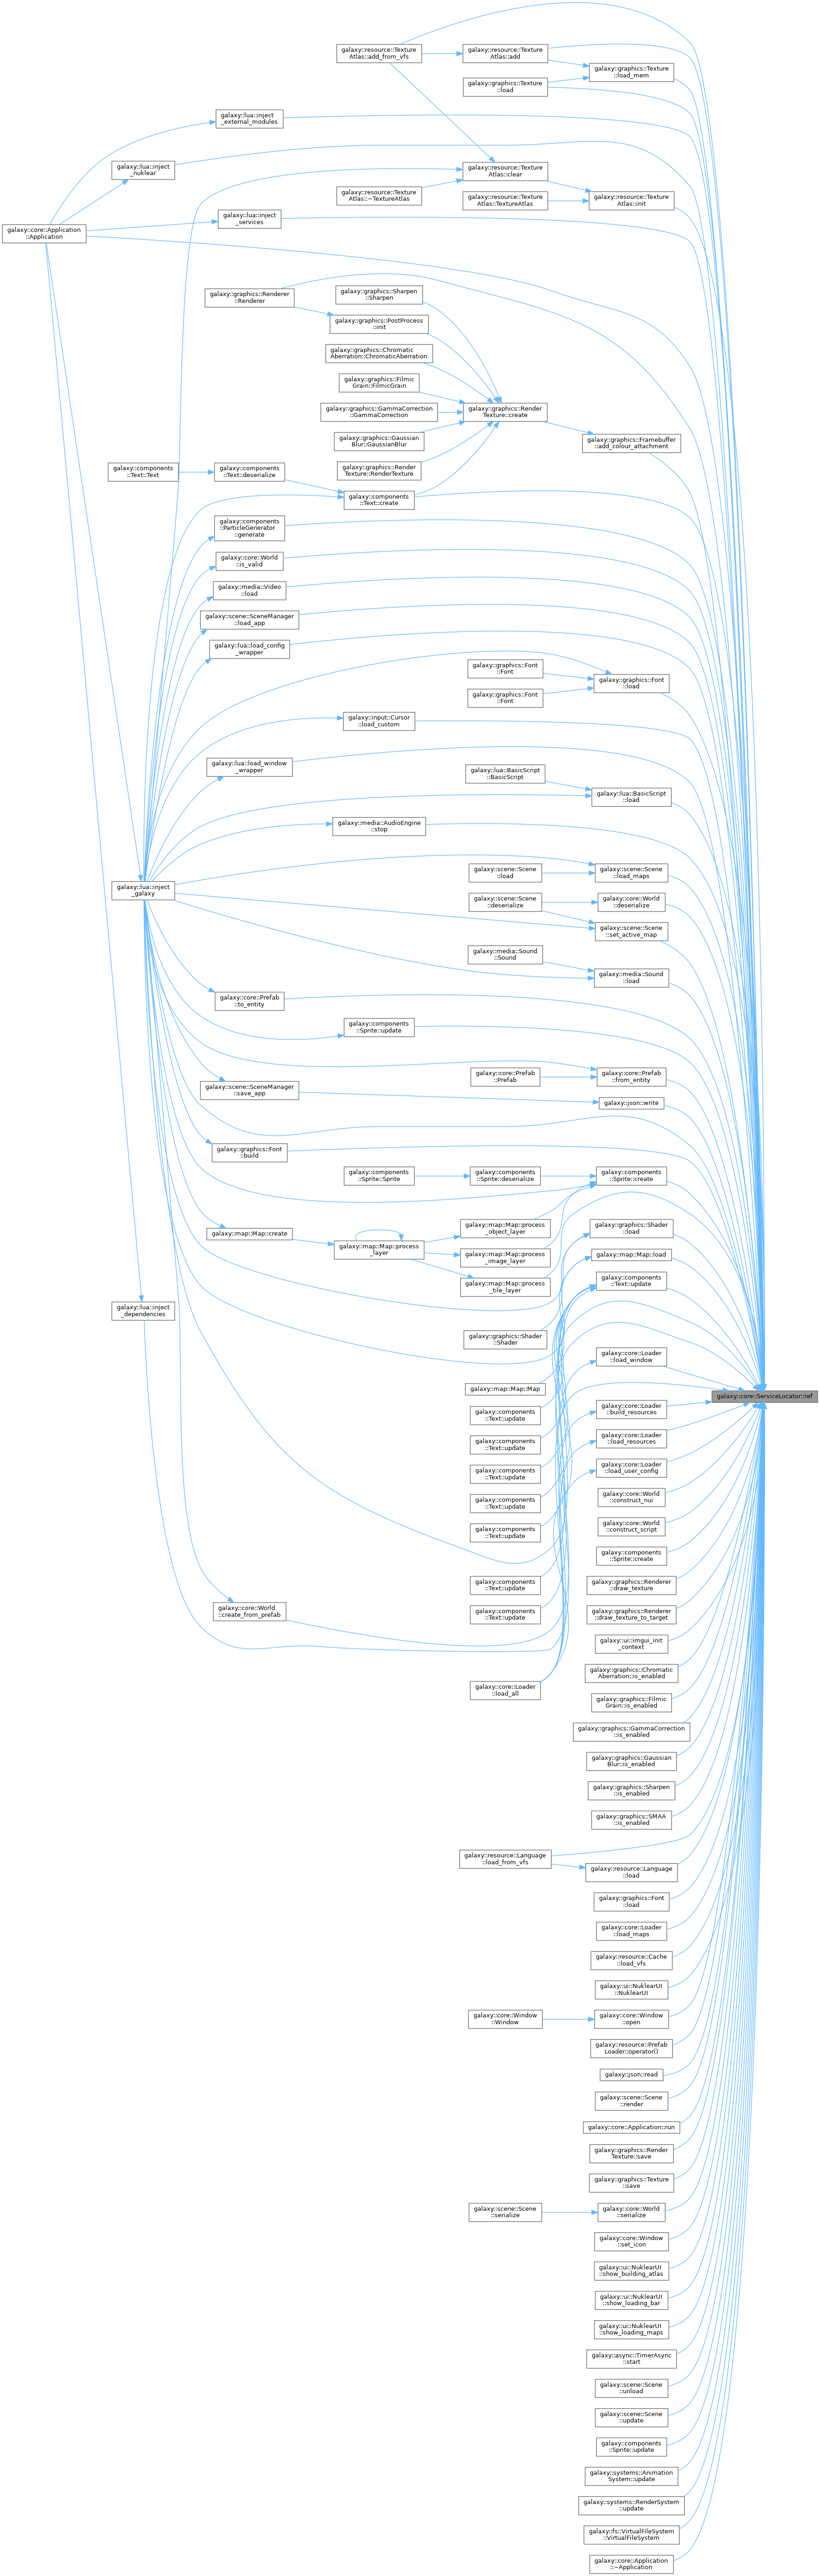 galaxy::resource::Texture
Atlas::add_from_vfs
galaxy::resource::Texture
Atlas::add
galaxy::graphics::Texture
::load_mem
galaxy::graphics::Texture
::load
galaxy::lua::inject
_external_modules
galaxy::lua::inject
_nuklear
galaxy::resource::Texture
Atlas::clear
galaxy::resource::Texture
Atlas::~TextureAtlas
galaxy::resource::Texture
Atlas::TextureAtlas
galaxy::resource::Texture
Atlas::init
galaxy::lua::inject
_services
galaxy::core::Application
::Application
galaxy::graphics::Renderer
::Renderer
galaxy::graphics::Sharpen
::Sharpen
galaxy::graphics::PostProcess
::init
galaxy::graphics::Chromatic
Aberration::ChromaticAberration
galaxy::graphics::Filmic
Grain::FilmicGrain
galaxy::graphics::GammaCorrection
::GammaCorrection
galaxy::graphics::Render
Texture::create
galaxy::graphics::Gaussian
Blur::GaussianBlur
galaxy::graphics::Framebuffer
::add_colour_attachment
galaxy::graphics::Render
Texture::RenderTexture
galaxy::components
::Text::Text
galaxy::components
::Text::deserialize
galaxy::components
::Text::create
galaxy::components
::ParticleGenerator
::generate
galaxy::core::World
::is_valid
galaxy::media::Video
::load
galaxy::scene::SceneManager
::load_app
galaxy::lua::load_config
_wrapper
galaxy::graphics::Font
::Font
galaxy::graphics::Font
::load
galaxy::graphics::Font
::Font
galaxy::input::Cursor
::load_custom
galaxy::lua::load_window
_wrapper
galaxy::lua::BasicScript
::BasicScript
galaxy::lua::BasicScript
::load
galaxy::media::AudioEngine
::stop
galaxy::scene::Scene
::load
galaxy::scene::Scene
::load_maps
galaxy::lua::inject
_galaxy
galaxy::scene::Scene
::deserialize
galaxy::core::World
::deserialize
galaxy::scene::Scene
::set_active_map
galaxy::media::Sound
::Sound
galaxy::media::Sound
::load
galaxy::core::Prefab
::to_entity
galaxy::components
::Sprite::update
galaxy::core::Prefab
::Prefab
galaxy::core::Prefab
::from_entity
galaxy::scene::SceneManager
::save_app
galaxy::json::write
galaxy::graphics::Font
::build
galaxy::components
::Sprite::Sprite
galaxy::components
::Sprite::deserialize
galaxy::components
::Sprite::create
galaxy::map::Map::create
galaxy::map::Map::process
_layer
galaxy::map::Map::process
_object_layer
galaxy::map::Map::process
_image_layer
galaxy::map::Map::process
_tile_layer
galaxy::graphics::Shader
::load
galaxy::map::Map::load
galaxy::components
::Text::update
galaxy::lua::inject
_dependencies
galaxy::graphics::Shader
::Shader
galaxy::core::Loader
::load_window
galaxy::map::Map::Map
galaxy::core::ServiceLocator::ref
galaxy::components
::Text::update
galaxy::core::Loader
::build_resources
galaxy::components
::Text::update
galaxy::core::Loader
::load_resources
galaxy::components
::Text::update
galaxy::core::Loader
::load_user_config
galaxy::components
::Text::update
galaxy::core::World
::construct_nui
galaxy::components
::Text::update
galaxy::core::World
::construct_script
galaxy::components
::Sprite::create
galaxy::components
::Text::update
galaxy::graphics::Renderer
::draw_texture
galaxy::core::World
::create_from_prefab
galaxy::components
::Text::update
galaxy::graphics::Renderer
::draw_texture_to_target
galaxy::ui::imgui_init
_context
galaxy::core::Loader
::load_all
galaxy::graphics::Chromatic
Aberration::is_enabled
galaxy::graphics::Filmic
Grain::is_enabled
galaxy::graphics::GammaCorrection
::is_enabled
galaxy::graphics::Gaussian
Blur::is_enabled
galaxy::graphics::Sharpen
::is_enabled
galaxy::graphics::SMAA
::is_enabled
galaxy::resource::Language
::load_from_vfs
galaxy::resource::Language
::load
galaxy::graphics::Font
::load
galaxy::core::Loader
::load_maps
galaxy::resource::Cache
::load_vfs
galaxy::ui::NuklearUI
::NuklearUI
galaxy::core::Window
::Window
galaxy::core::Window
::open
galaxy::resource::Prefab
Loader::operator()
galaxy::json::read
galaxy::scene::Scene
::render
galaxy::core::Application::run
galaxy::graphics::Render
Texture::save
galaxy::graphics::Texture
::save
galaxy::scene::Scene
::serialize
galaxy::core::World
::serialize
galaxy::core::Window
::set_icon
galaxy::ui::NuklearUI
::show_building_atlas
galaxy::ui::NuklearUI
::show_loading_bar
galaxy::ui::NuklearUI
::show_loading_maps
galaxy::async::TimerAsync
::start
galaxy::scene::Scene
::unload
galaxy::scene::Scene
::update
galaxy::components
::Sprite::update
galaxy::systems::Animation
System::update
galaxy::systems::RenderSystem
::update
galaxy::fs::VirtualFileSystem
::VirtualFileSystem
galaxy::core::Application
::~Application